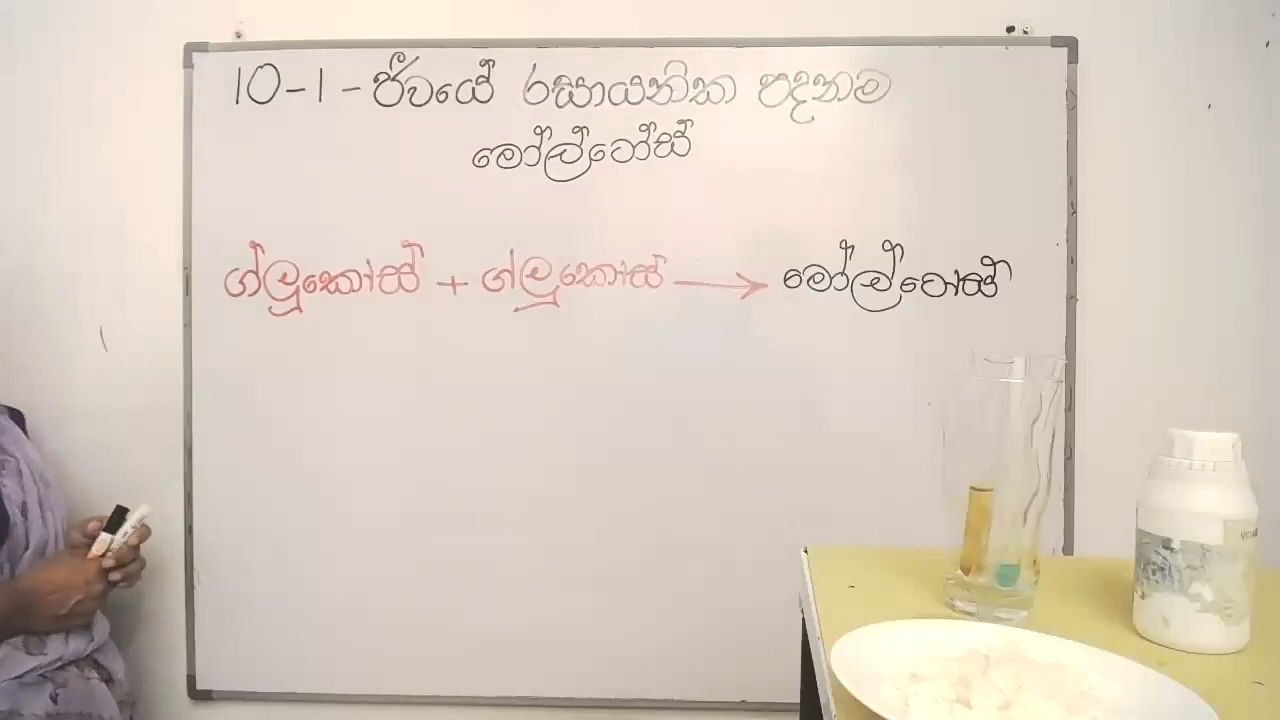 10-1 - ජීවයේ රසායනික පදනම
මෝල්ටෝස්
ග්ලූකෝස් + ග්ලූකෝස් → මෝල්ටෝස්